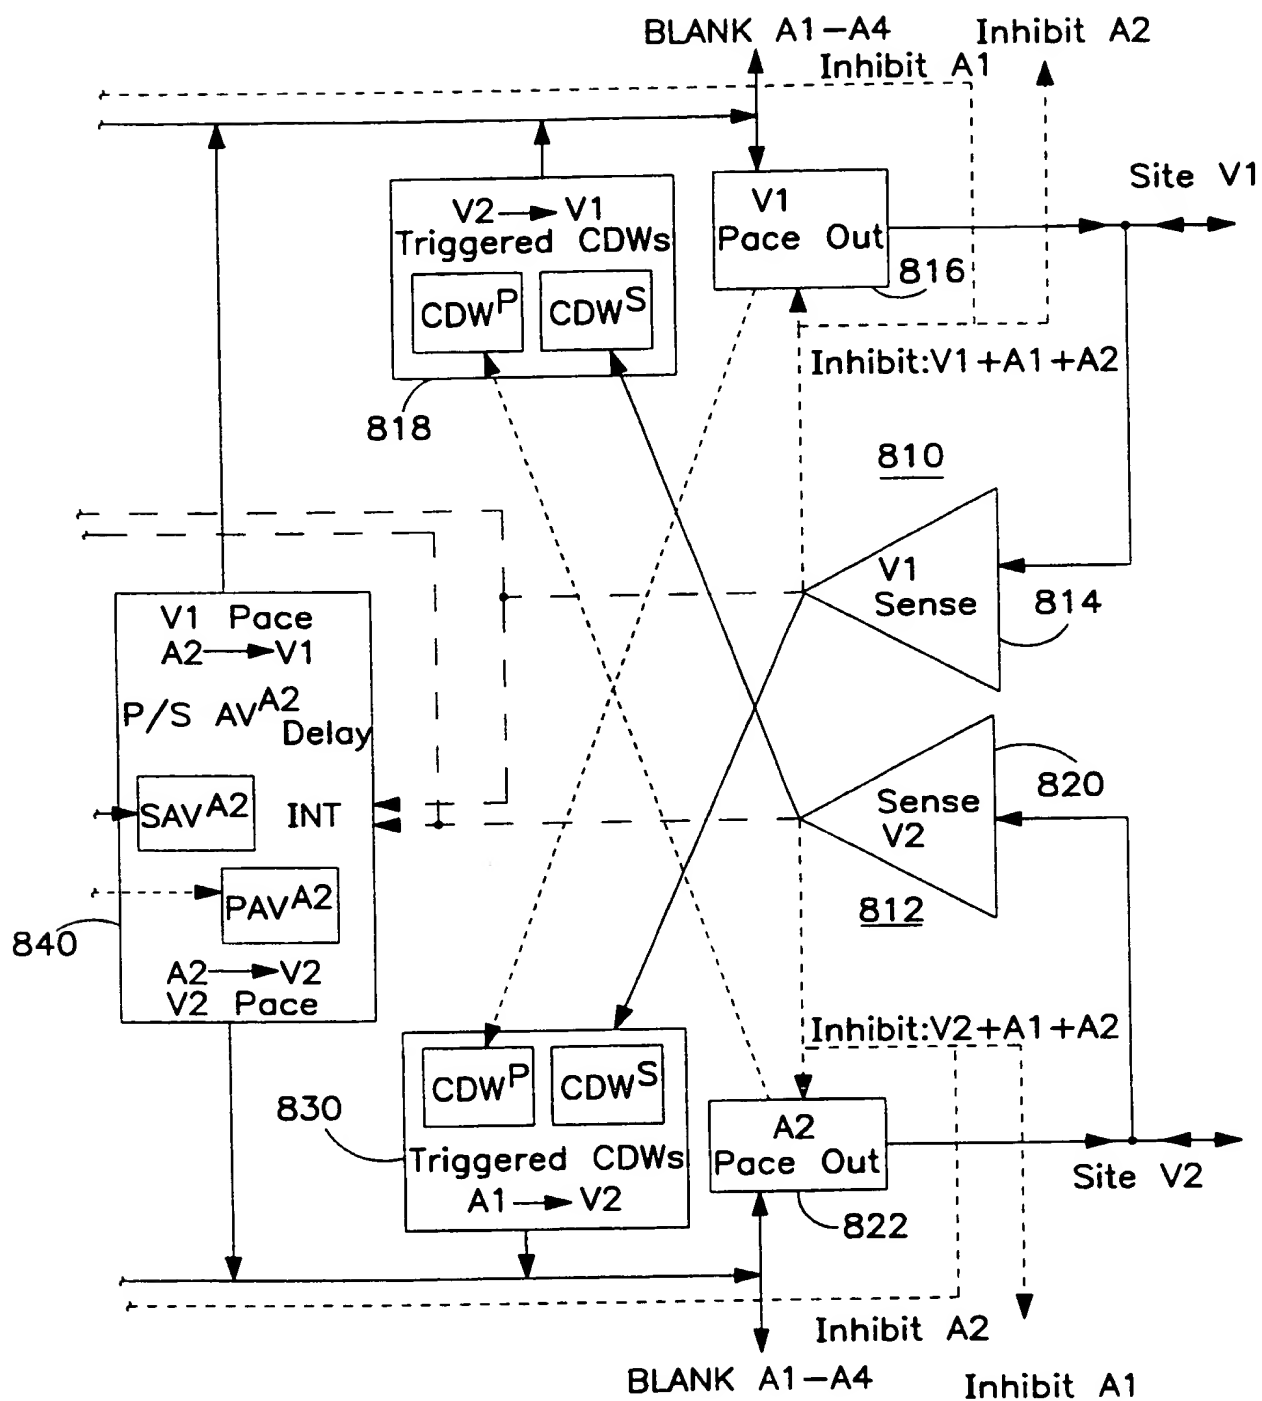 BLANK A1-A4
Inhibit A2
Inhibit A1
Site V1
V2 → V1
Triggered CDWs
CDWP
CDWS
V1
Pace Out
816
Inhibit:V1+A1+A2
818
810
V1
Sense
814
V1 Pace
A2 → V1
P/S AVA2
Delay
SAVA2
INT
PAVA2
A2 → V2
V2 Pace
840
Sense
V2
820
812
Inhibit:V2+A1+A2
CDWP
CDWS
830
Triggered CDWs
A1 → V2
A2
Pace Out
822
Site V2
Inhibit A2
BLANK A1-A4
Inhibit A1